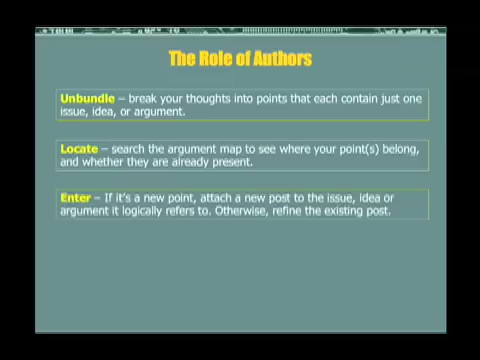 The Role of Authors
Unbundle – break your thoughts into points that each contain just one
issue, idea, or argument.
Locate – search the argument map to see where your point(s) belong,
and whether they are already present.
Enter – If it's a new point, attach a new post to the issue, idea or
argument it logically refers to. Otherwise, refine the existing post.